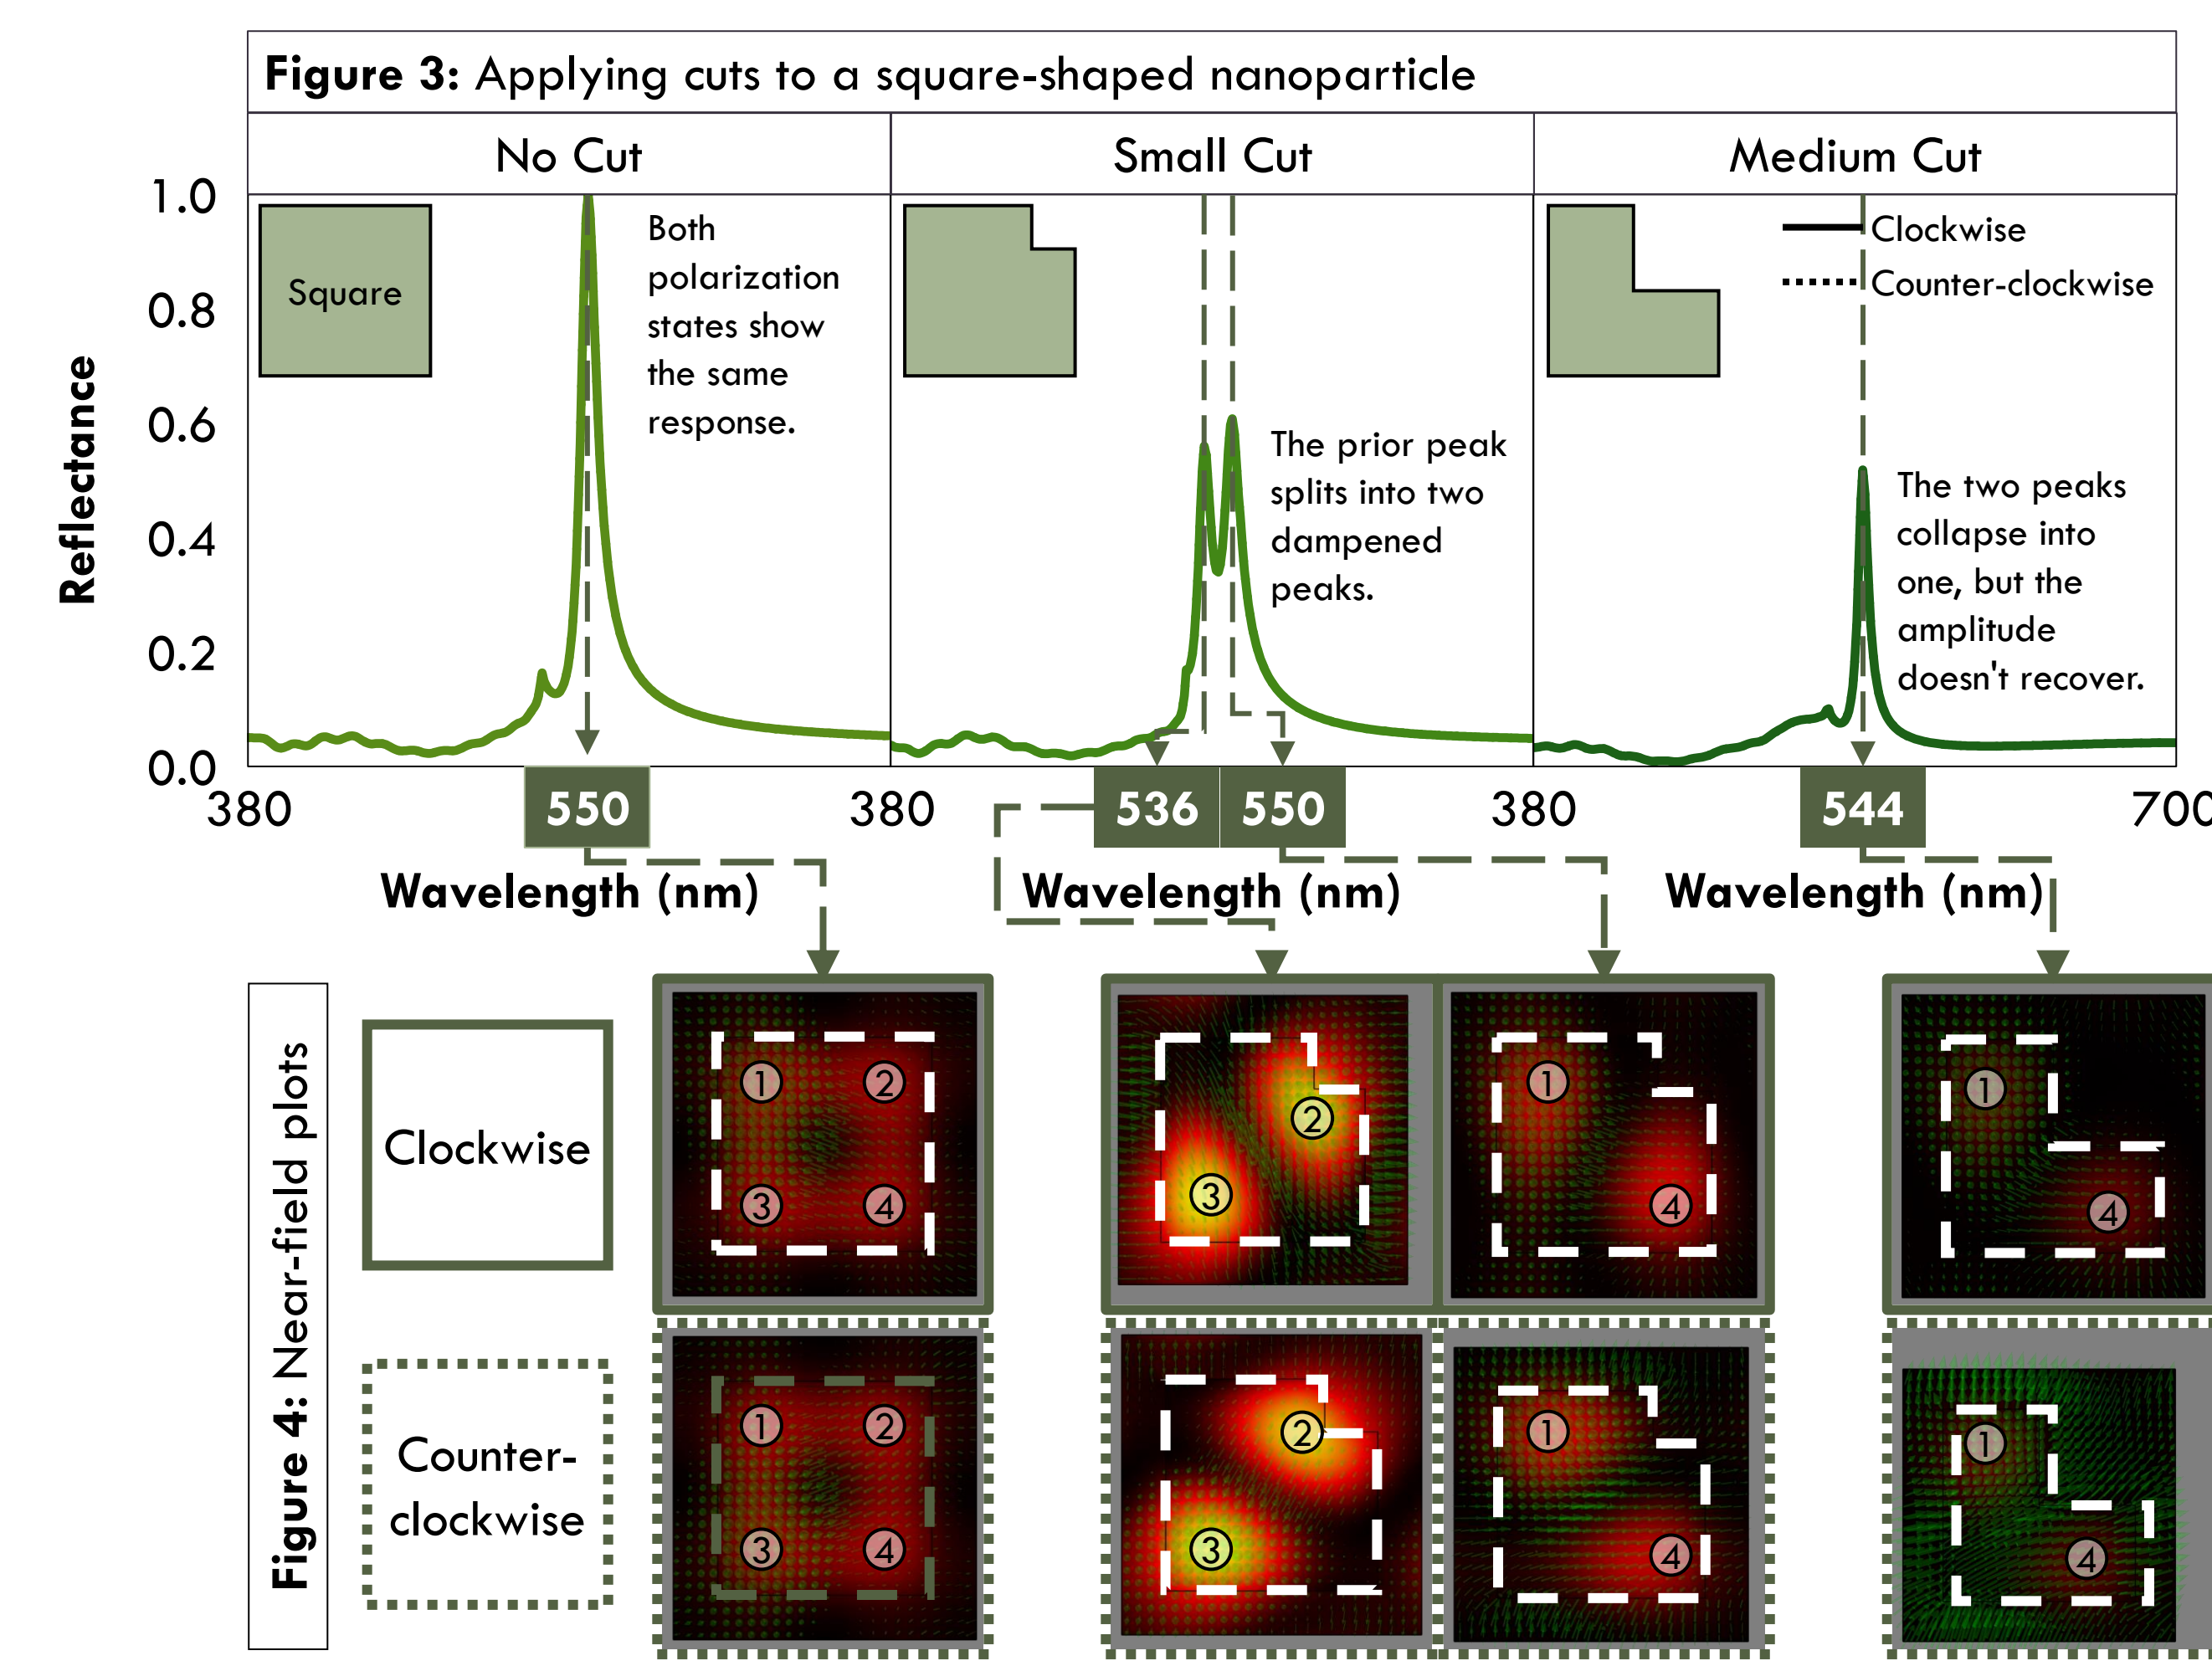 Figure 3: Applying cuts to a square-shaped nanoparticle
No Cut
Small Cut
Medium Cut
Reflectance
1.0
0.8
0.6
0.4
0.2
0.0
Square
Both
polarization
states show
the same
response.
The prior peak
splits into two
dampened
peaks.
Clockwise
Counter-clockwise
The two peaks
collapse into
one, but the
amplitude
doesn't recover.
380
550
380
536
550
380
544
700
Wavelength (nm)
Wavelength (nm)
Wavelength (nm)
Figure 4: Near-field plots
Clockwise
1
2
3
4
2
3
1
4
1
4
Counter-
clockwise
1
2
3
4
2
3
1
4
1
4